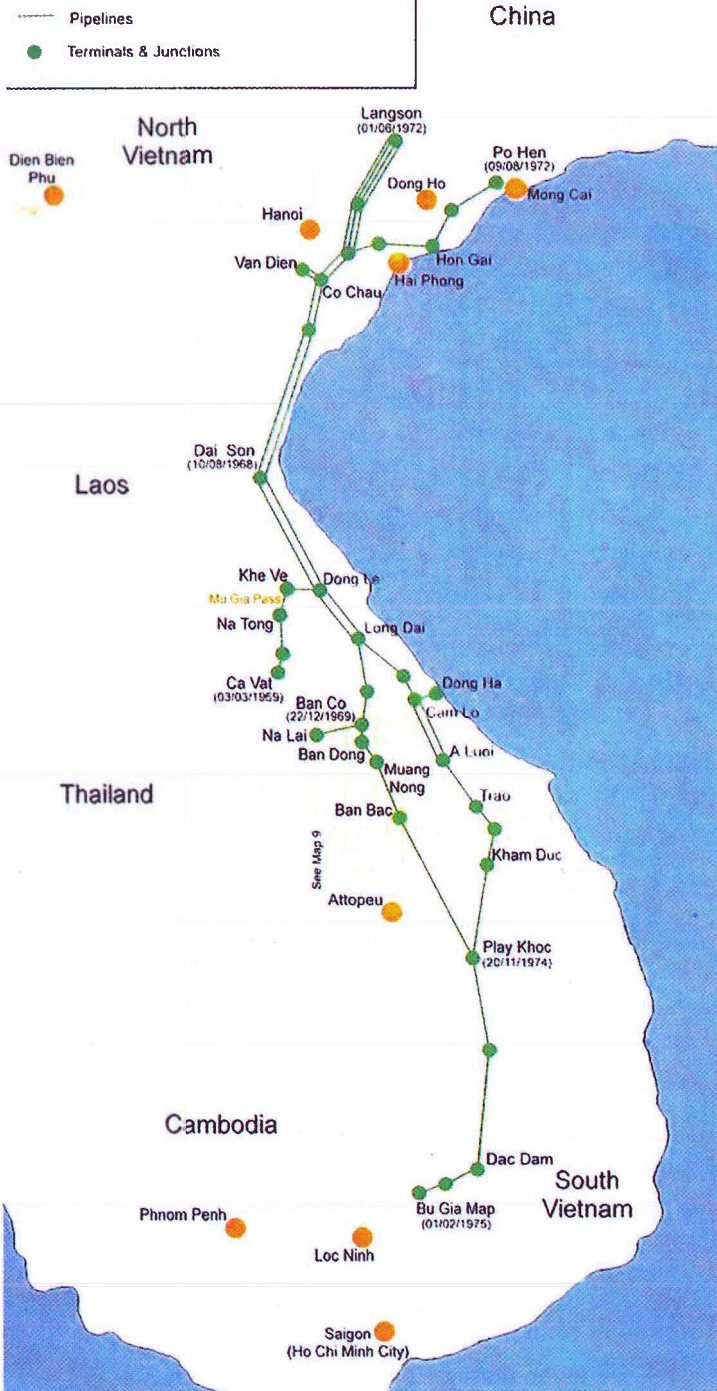 Pipelines
Terminals & Junctions
China
North
Vietnam
Langson
(01/06/1972)
Po Hen
(09/08/1972)
Dien Bien
Phu
Dong Ho
Mong Cai
Hanoi
Van Dien
Hon Gai
Hai Phong
Co Chau
Dai Son
(10/08/1968)
Laos
Khe Ve
Dong Le
Mu Gia Pass
Na Tong
Long Dai
Ca Vat
(03/03/1959)
Dong Ha
Ban Co
(22/12/1969)
Cam Lo
Na Lai
Ban Dong
A Luoi
Muang
Nong
Thailand
Trao
Ban Bac
See Map 9
Kham Duc
Attopeu
Play Khoc
(20/11/1974)
Cambodia
Dac Dam
South
Vietnam
Bu Gia Map
(01/02/1975)
Phnom Penh
Loc Ninh
Saigon
(Ho Chi Minh City)